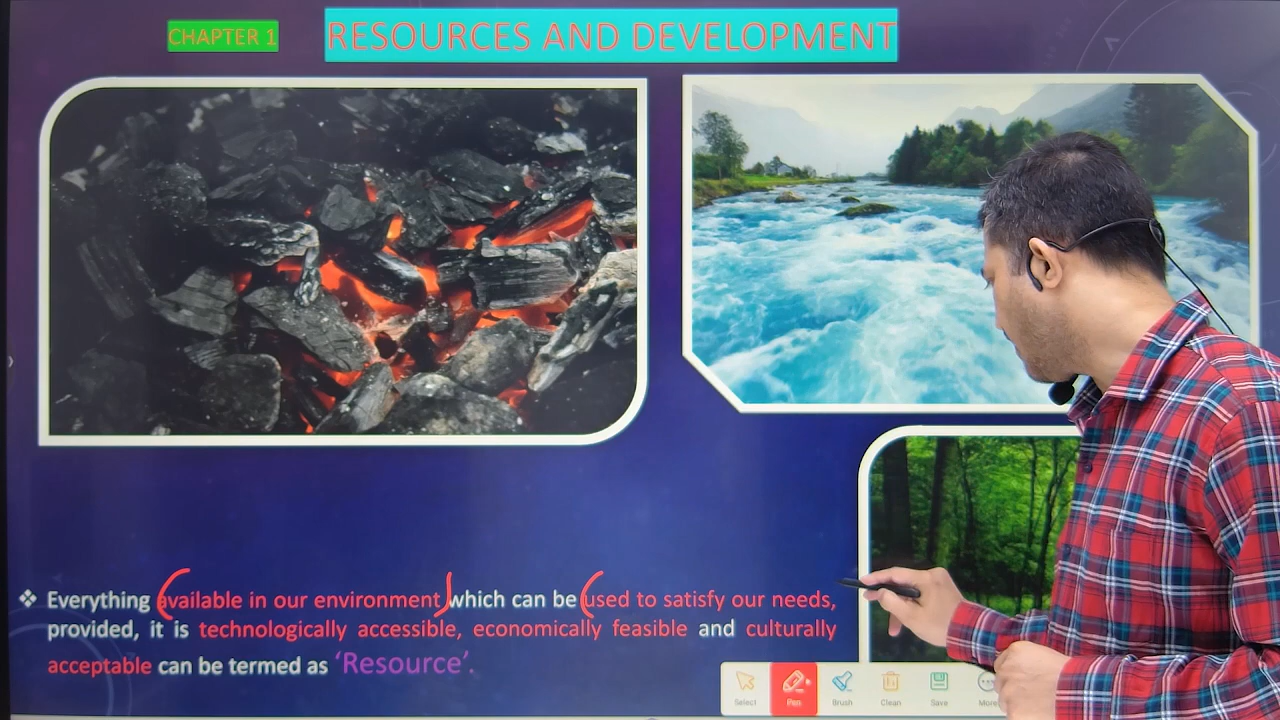 CHAPTER 1
RESOURCES AND DEVELOPMENT
❖ Everything available in our environment which can be used to satisfy our needs,
provided, it is technologically accessible, economically feasible and culturally
acceptable can be termed as ‘Resource’.
Select Pen Brush Clean Save More